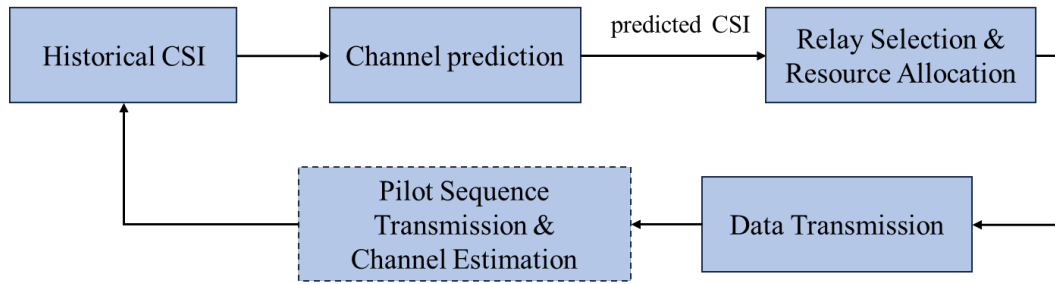 Historical CSI
Channel prediction
predicted CSI
Relay Selection &
Resource Allocation
Pilot Sequence
Transmission &
Channel Estimation
Data Transmission